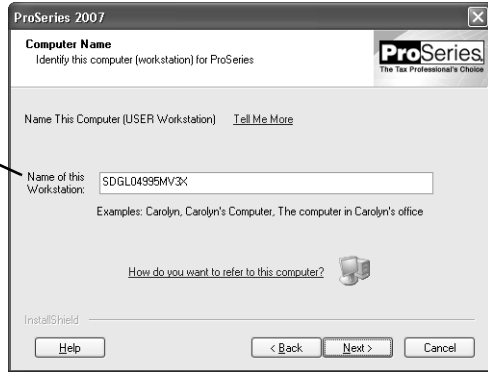 ProSeries 2007
Computer Name
Identify this computer (workstation) for ProSeries
ProSeries
The Tax Professional's Choice
Name This Computer (USER Workstation) Tell Me More
Name of this
Workstation:
SDGL04995MV3X
Examples: Carolyn, Carolyn's Computer, The computer in Carolyn's office
How do you want to refer to this computer?
InstallShield
Help < Back Next > Cancel